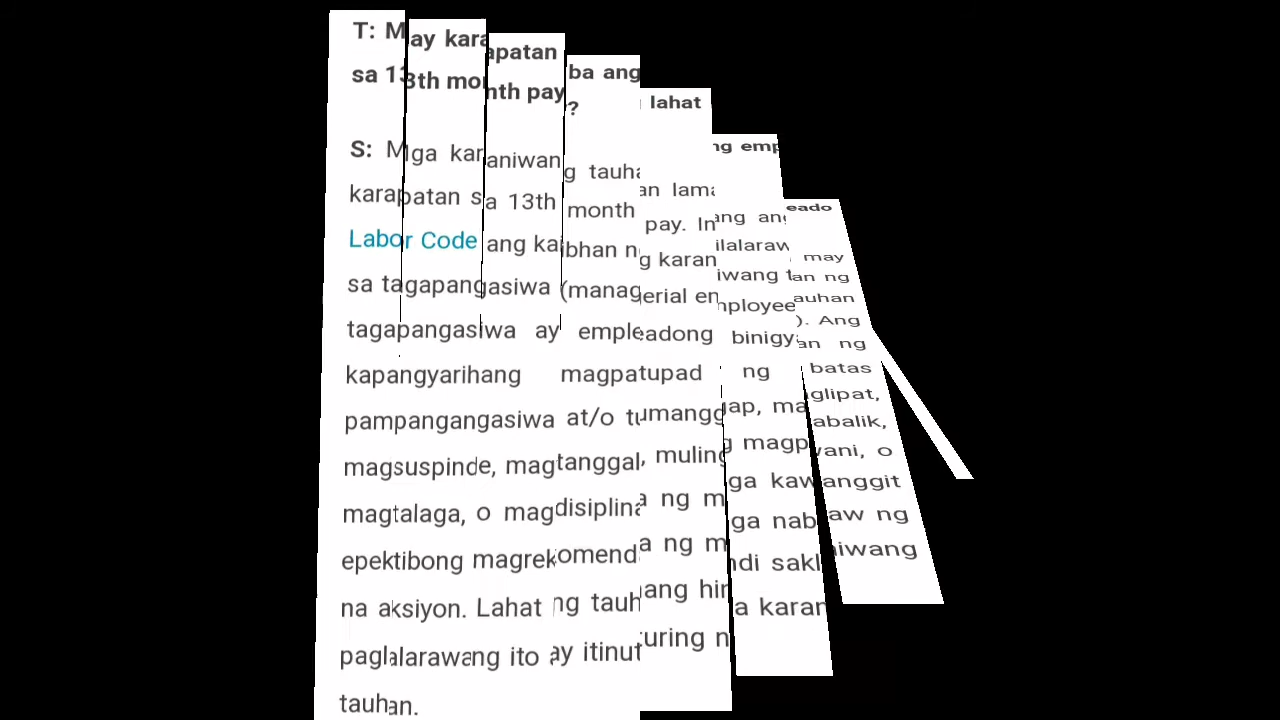 T: May karapatan ba ang lahat ng empleado
sa 13th month pay?
S: Mga karaniwang tauhan lamang ang may
karapatan sa 13th month pay. Inilalarawan ng
Labor Code ang kaibhan ng karaniwang tauhan
sa tagapangasiwa (managerial employee). Ang
tagapangasiwa ay empleadong binigyan ng
kapangyarihang magpatupad ng batas
pampangangasiwa at/o tumanggap, maglipat,
magsuspinde, magtanggal, muling magpabalik,
magtalaga, o magdisiplina ng mga kawani, o
epektibong magrekomenda ng mga nabanggit
na aksiyon. Lahat ng tauhang hindi saklaw ng
paglalarawang ito ay itinuturing na karaniwang
tauhan.